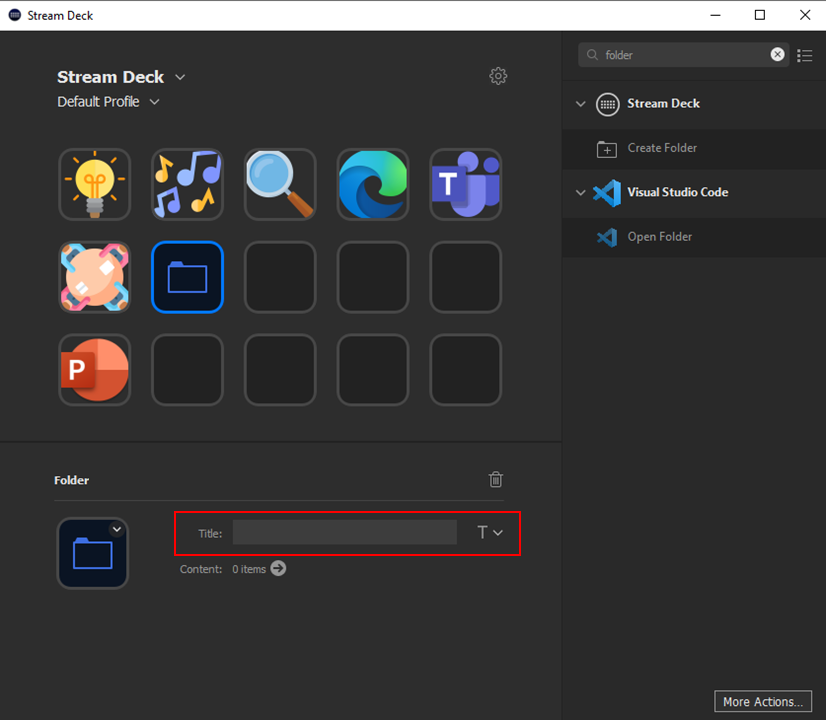 Stream Deck
Stream Deck
Default Profile
T
P
Folder
Title:
T
Content: 0 items
folder
Stream Deck
Create Folder
Visual Studio Code
Open Folder
More Actions...